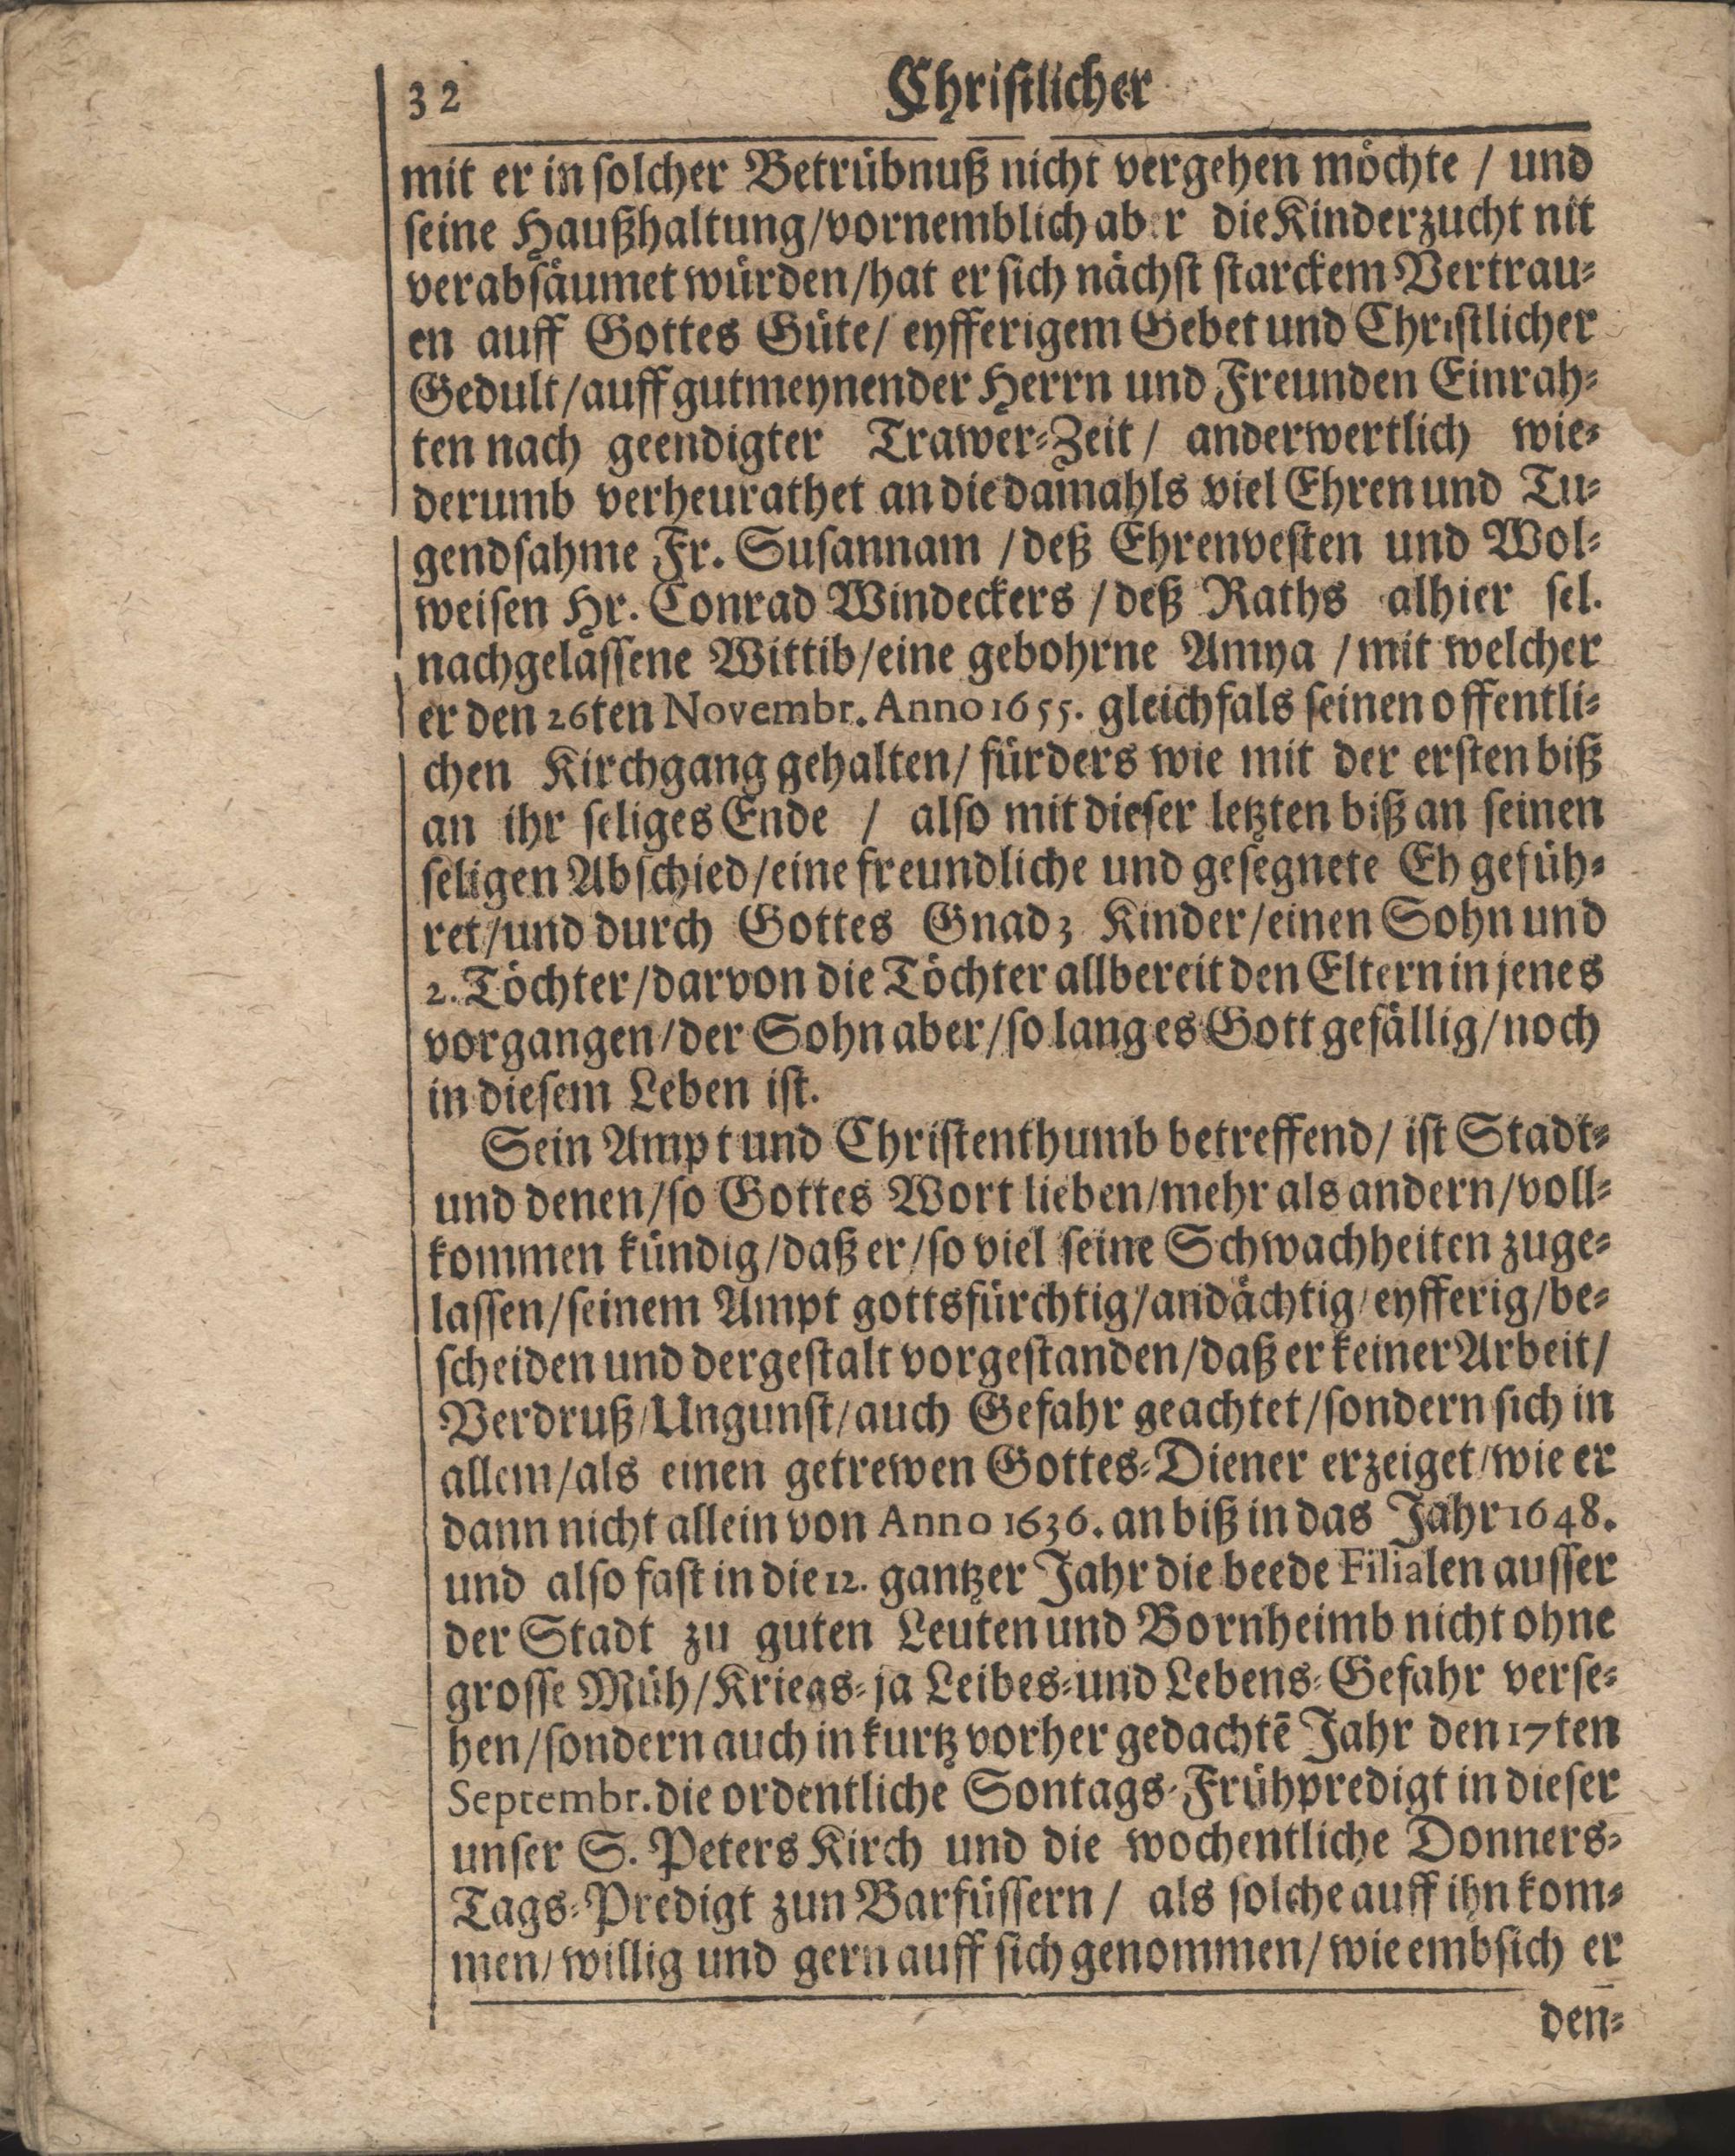 32 Christlicher
mit er in solcher Betrübnuß nicht vergehen möchte / und
seine Haußhaltung/vornemblich aber die Kinderzucht nit
verabsäumet würden/hat er sich nächst starckem Vertrau-
en auff Gottes Güte/ eyfferigem Gebet und Christlicher
Gedult/auff gutmeynender Herrn und Freunden Einrah-
ten nach geendigter Trawer-Zeit/ anderwertlich wie-
derumb verheurathet an die damahls viel Ehren und Tu-
gendsahme Fr. Susannam /deß Ehrenvesten und Wol-
weisen Hr. Conrad Windeckers /deß Raths alhier sel.
nachgelassene Wittib/eine gebohrne Amya /mit welcher
er den 26ten Novembr. Anno 1655. gleichfals seinen offentli-
chen Kirchgang gehalten/ fürders wie mit der ersten biß
an ihr seliges Ende / also mit dieser letzten biß an seinen
seligen Abschied/eine freundliche und gesegnete Eh gefüh-
ret/und durch Gottes Gnad 3 Kinder/einen Sohn und
2. Töchter/darvon die Töchter allbereit den Eltern in jenes
vorgangen/der Sohn aber/so lang es Gott gefällig/noch
in diesem Leben ist.
Sein Ampt und Christenthumb betreffend/ ist Stadt-
und denen/so Gottes Wort lieben/mehr als andern/voll-
kommen kündig/daß er/so viel seine Schwachheiten zuge-
lassen/seinem Ampt gottsfürchtig/andächtig/eyfferig/be-
scheiden und dergestalt vorgestanden/daß er keiner Arbeit/
Verdruß/Ungunst/auch Gefahr geachtet/sondern sich in
allem/als einen getrewen Gottes-Diener erzeiget/wie er
dann nicht allein von Anno 1636. an biß in das Jahr 1648.
und also fast in die 12. gantzer Jahr die beede Filialen ausser
der Stadt zu guten Leuten und Bornheimb nicht ohne
grosse Müh/Kriegs-ja Leibes-und Lebens-Gefahr verse-
hen/sondern auch in kurtz vorher gedachtē Jahr den 17ten
Septembr. die ordentliche Sontags-Frühpredigt in dieser
unser S. Peters Kirch und die wochentliche Donners-
Tags-Predigt zun Barfüssern/ als solche auff ihn kom-
men/willig und gern auff sich genommen/wie embsich er
den-